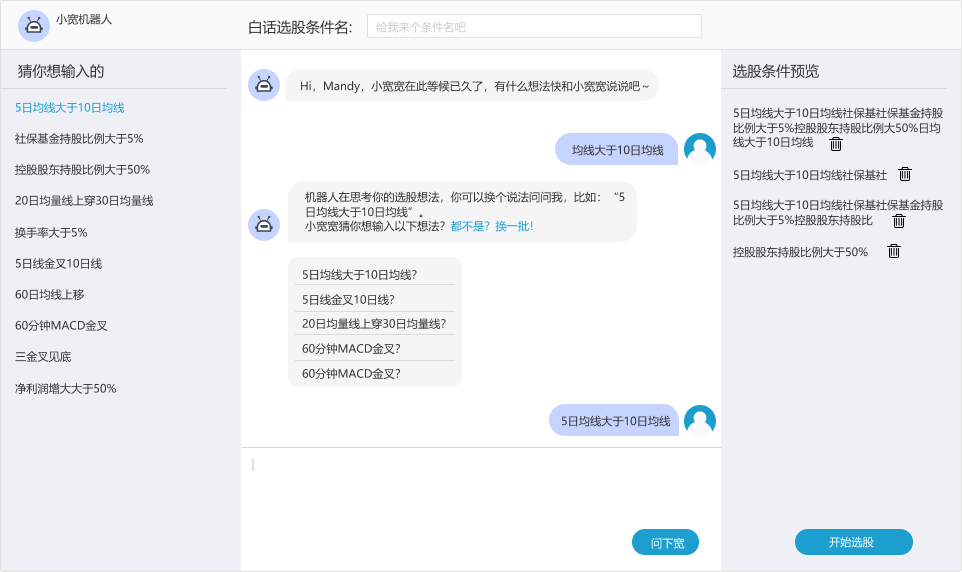 小宽机器人
白话选股条件名:
给我来个条件名吧
猜你想输入的
5日均线大于10日均线
社保基金持股比例大于5%
控股股东持股比例大于50%
20日均量线上穿30日均量线
换手率大于5%
5日线金叉10日线
60日均线上移
60分钟MACD金叉
三金叉见底
净利润增大大于50%
Hi，Mandy，小宽宽在此等候已久了，有什么想法快和小宽宽说说吧～
均线大于10日均线
机器人在思考你的选股想法，你可以换个说法问问我，比如：“5
日均线大于10日均线”。
小宽宽猜你想输入以下想法？都不是？换一批！
5日均线大于10日均线？
5日线金叉10日线？
20日均量线上穿30日均量线？
60分钟MACD金叉？
60分钟MACD金叉？
5日均线大于10日均线
问下宽
选股条件预览
5日均线大于10日均线社保基社保基金持股
比例大于5%控股股东持股比例大50%日均
线大于10日均线
5日均线大于10日均线社保基社
5日均线大于10日均线社保基社保基金持股
比例大于5%控股股东持股比
控股股东持股比例大于50%
开始选股